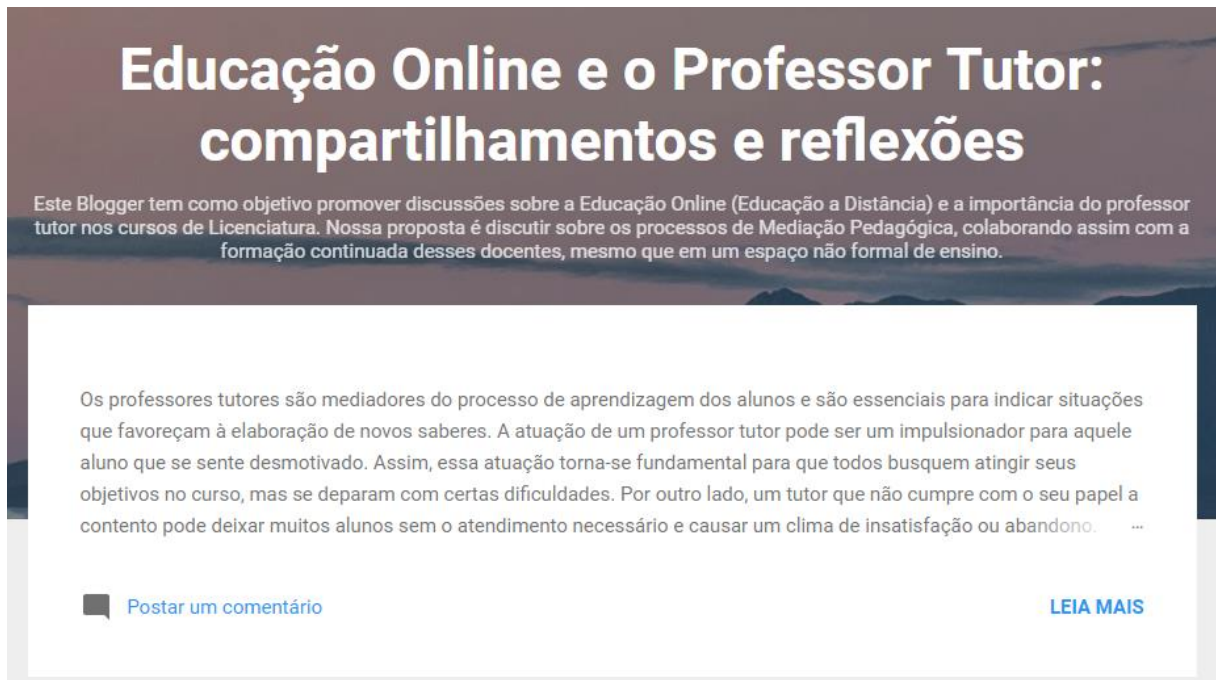 Educação Online e o Professor Tutor:
compartilhamentos e reflexões
Este Blogger tem como objetivo promover discussões sobre a Educação Online (Educação a Distância) e a importância do professor
tutor nos cursos de Licenciatura. Nossa proposta é discutir sobre os processos de Mediação Pedagógica, colaborando assim com a
formação continuada desses docentes, mesmo que em um espaço não formal de ensino.
Os professores tutores são mediadores do processo de aprendizagem dos alunos e são essenciais para indicar situações
que favoreçam à elaboração de novos saberes. A atuação de um professor tutor pode ser um impulsionador para aquele
aluno que se sente desmotivado. Assim, essa atuação torna-se fundamental para que todos busquem atingir seus
objetivos no curso, mas se deparam com certas dificuldades. Por outro lado, um tutor que não cumpre com o seu papel a
contento pode deixar muitos alunos sem o atendimento necessário e causar um clima de insatisfação ou abandono. ...
Postar um comentário
LEIA MAIS